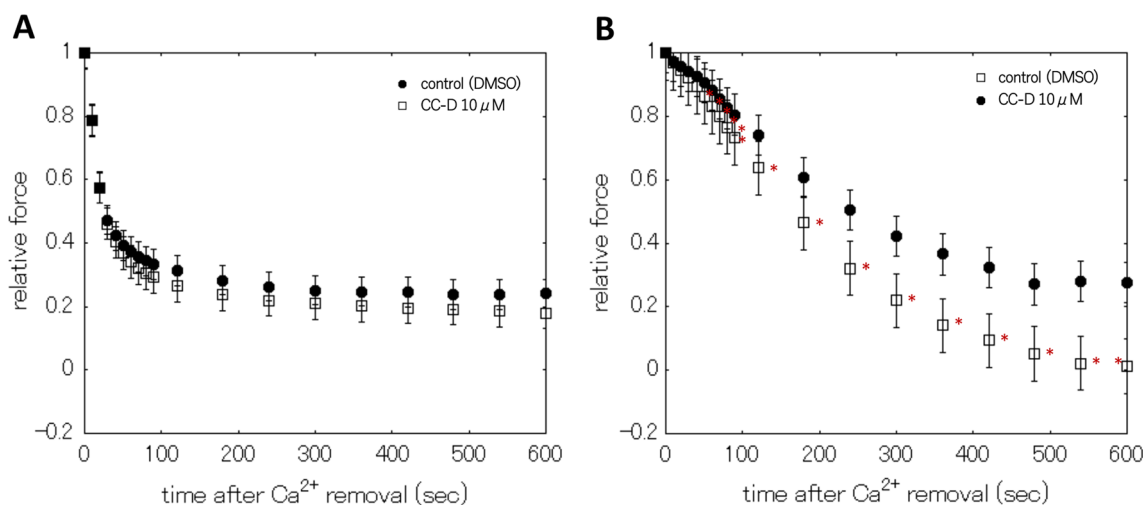 A
1
0.8
0.6
0.4
0.2
0
-0.2
relative force
control (DMSO)
CC-D 10 μM
0 100 200 300 400 500 600
time after Ca²⁺ removal (sec)
B
1
0.8
0.6
0.4
0.2
0
-0.2
relative force
control (DMSO)
CC-D 10 μM
* * * * * * * * * * * * * * *
0 100 200 300 400 500 600
time after Ca²⁺ removal (sec)